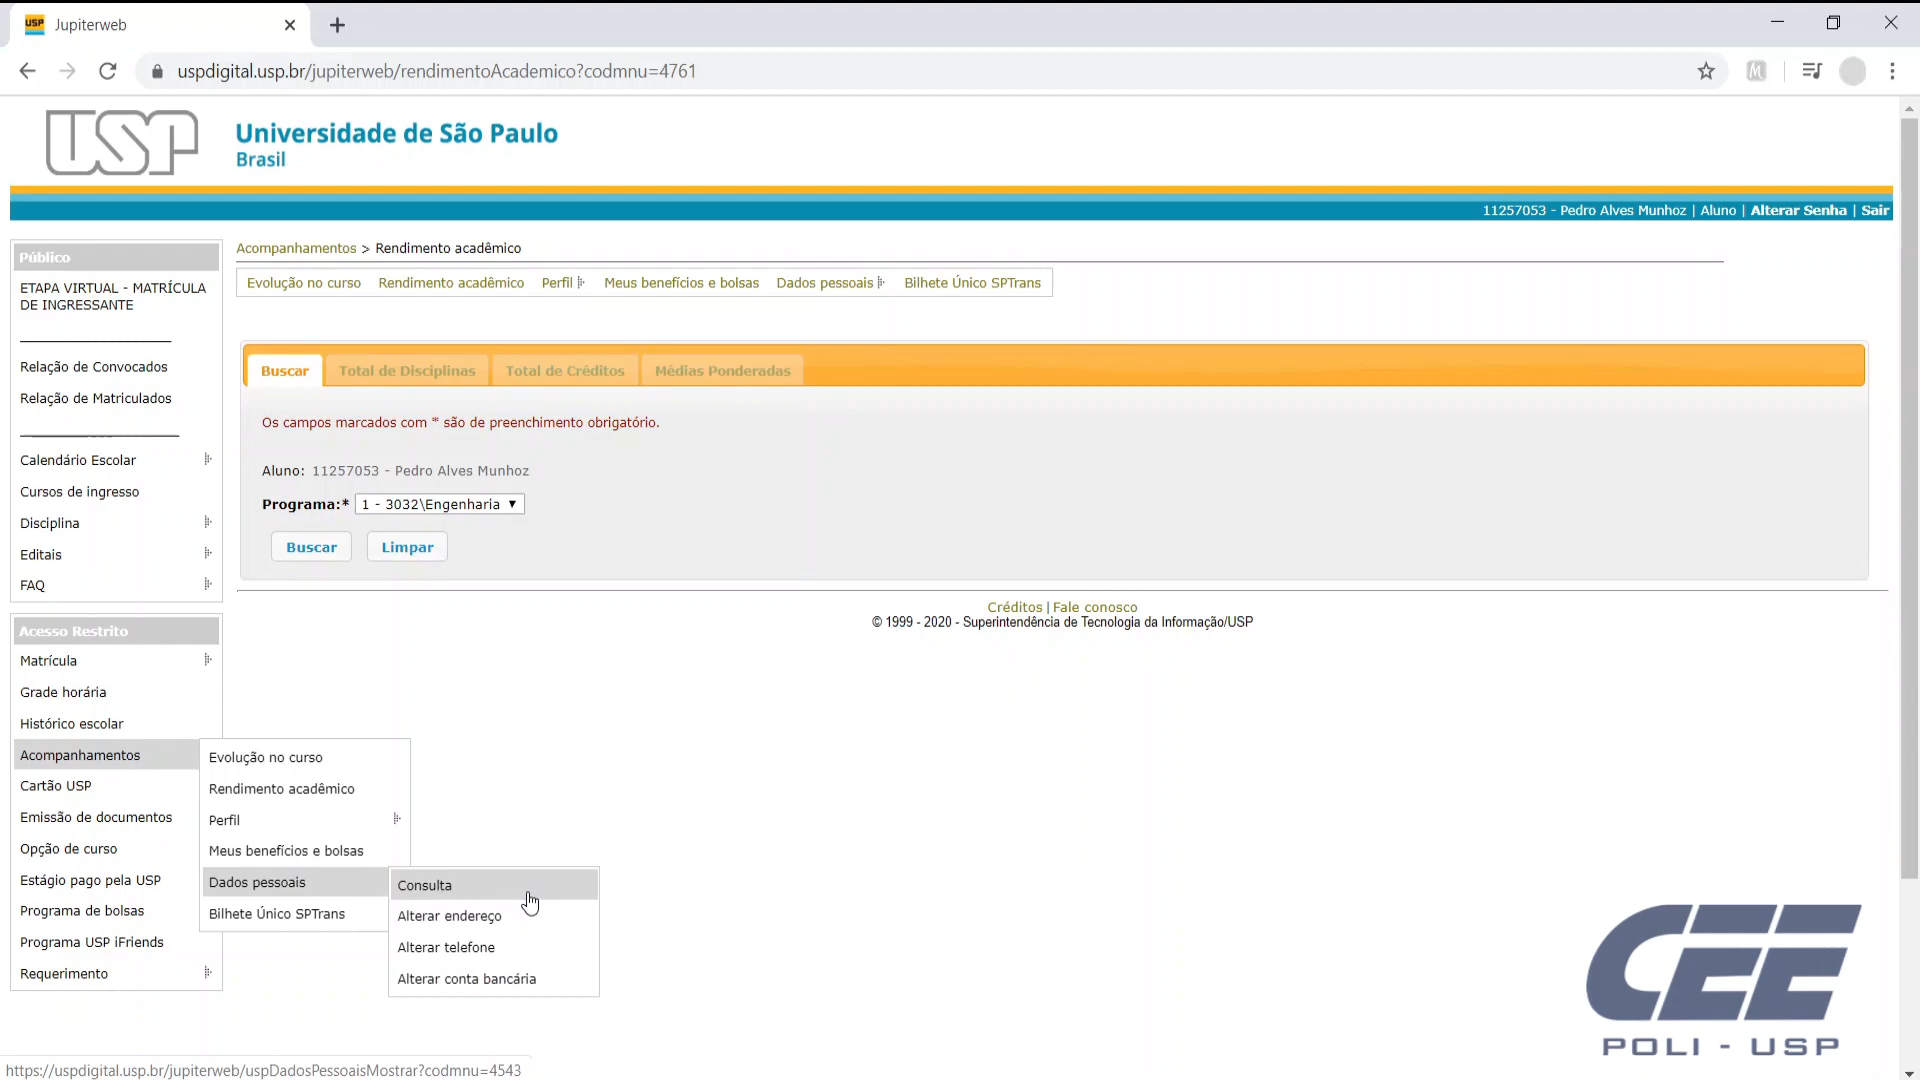 USP Jupiterweb
uspdigital.usp.br/jupiterweb/rendimentoAcademico?codmnu=4761
M
USP
Universidade de São Paulo
Brasil
11257053 - Pedro Alves Munhoz | Aluno | Alterar Senha | Sair
Público
ETAPA VIRTUAL - MATRÍCULA
DE INGRESSANTE
Relação de Convocados
Relação de Matriculados
Calendário Escolar
Cursos de ingresso
Disciplina
Editais
FAQ
Acesso Restrito
Matrícula
Grade horária
Histórico escolar
Acompanhamentos
Cartão USP
Emissão de documentos
Opção de curso
Estágio pago pela USP
Programa de bolsas
Programa USP iFriends
Requerimento
Evolução no curso
Rendimento acadêmico
Perfil
Meus benefícios e bolsas
Dados pessoais
Bilhete Único SPTrans
Consulta
Alterar endereço
Alterar telefone
Alterar conta bancária
Acompanhamentos > Rendimento acadêmico
Evolução no curso Rendimento acadêmico Perfil Meus benefícios e bolsas Dados pessoais Bilhete Único SPTrans
Buscar Total de Disciplinas Total de Créditos Médias Ponderadas
Os campos marcados com * são de preenchimento obrigatório.
Aluno: 11257053 - Pedro Alves Munhoz
Programa:* 1 - 3032\Engenharia
Buscar Limpar
Créditos | Fale conosco
© 1999 - 2020 - Superintendência de Tecnologia da Informação/USP
CEE
POLI - USP
https://uspdigital.usp.br/jupiterweb/uspDadosPessoaisMostrar?codmnu=4543